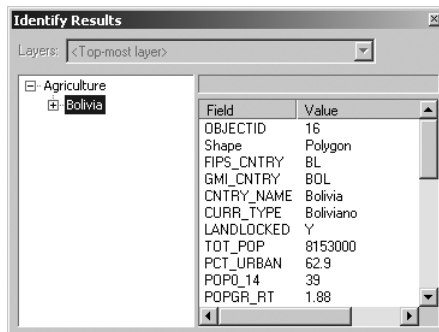 Identify Results
Layers: <Top-most layer>
Agriculture
Bolivia
Field Value
OBJECTID 16
Shape Polygon
FIPS_CNTRY BL
GMI_CNTRY BOL
CNTRY_NAME Bolivia
CURR_TYPE Boliviano
LANDLOCKED Y
TOT_POP 8153000
PCT_URBAN 62.9
POP0_14 39
POPGR_RT 1.88